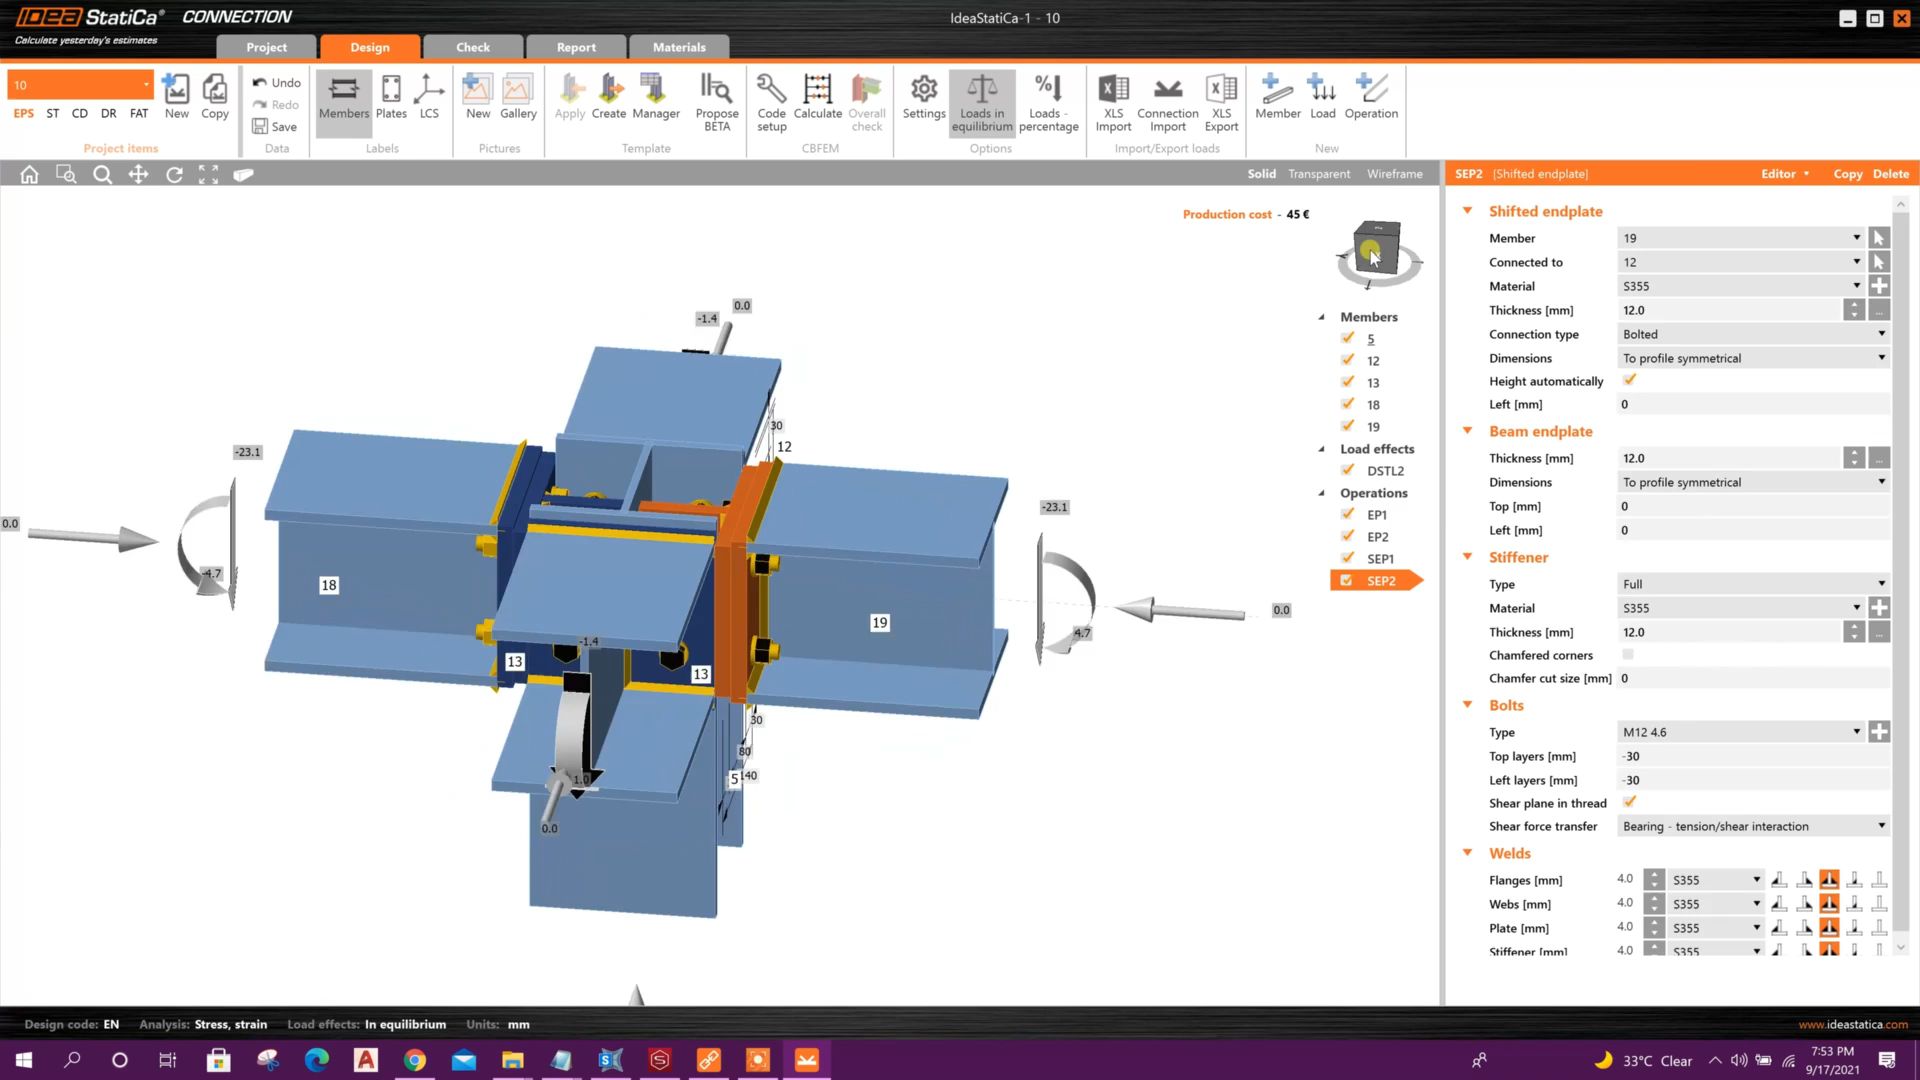 IDEA StatiCa® CONNECTION
Calculate yesterday's estimates
IdeaStatiCa-1 - 10
Project
Design
Check
Report
Materials
10
EPS ST CD DR FAT
New
Copy
Project items
Undo
Redo
Save
Data
Members
Plates
LCS
Labels
New
Gallery
Pictures
Apply
Create
Manager
Propose
BETA
Template
Code
setup
Calculate
Overall
check
CBFEM
Settings
Loads in
equilibrium
Loads -
percentage
Options
XLS
Import
Connection
Import
XLS
Export
Import/Export loads
Member
Load
Operation
New
Solid Transparent Wireframe
Production cost - 45 €
SEP2 [Shifted endplate]
Editor
Copy
Delete
Members
5
12
13
18
19
Load effects
DSTL2
Operations
EP1
EP2
SEP1
SEP2
0.0
-1.4
30
12
-23.1
0.0
-4.7
18
-23.1
0.0
4.7
19
-1.4
13
13
30
80
5
140
1.0
0.0
Shifted endplate
Member 19
Connected to 12
Material S355
Thickness [mm] 12.0
Connection type Bolted
Dimensions To profile symmetrical
Height automatically
Left [mm] 0
Beam endplate
Thickness [mm] 12.0
Dimensions To profile symmetrical
Top [mm] 0
Left [mm] 0
Stiffener
Type Full
Material S355
Thickness [mm] 12.0
Chamfered corners
Chamfer cut size [mm] 0
Bolts
Type M12 4.6
Top layers [mm] -30
Left layers [mm] -30
Shear plane in thread
Shear force transfer Bearing - tension/shear interaction
Welds
Flanges [mm] 4.0 S355
Webs [mm] 4.0 S355
Plate [mm] 4.0 S355
Stiffener [mm] 4.0 S355
Design code: EN Analysis: Stress, strain Load effects: In equilibrium Units: mm
www.ideastatica.com
33°C Clear
7:53 PM
9/17/2021